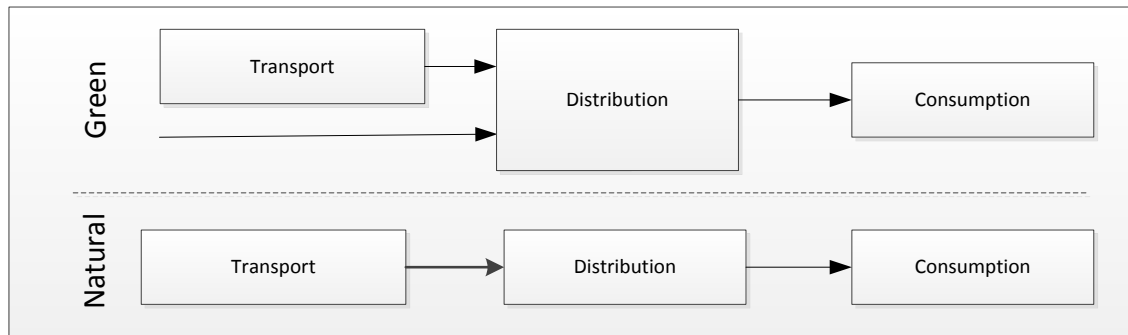 Green
Transport
Distribution
Consumption
Natural
Transport
Distribution
Consumption